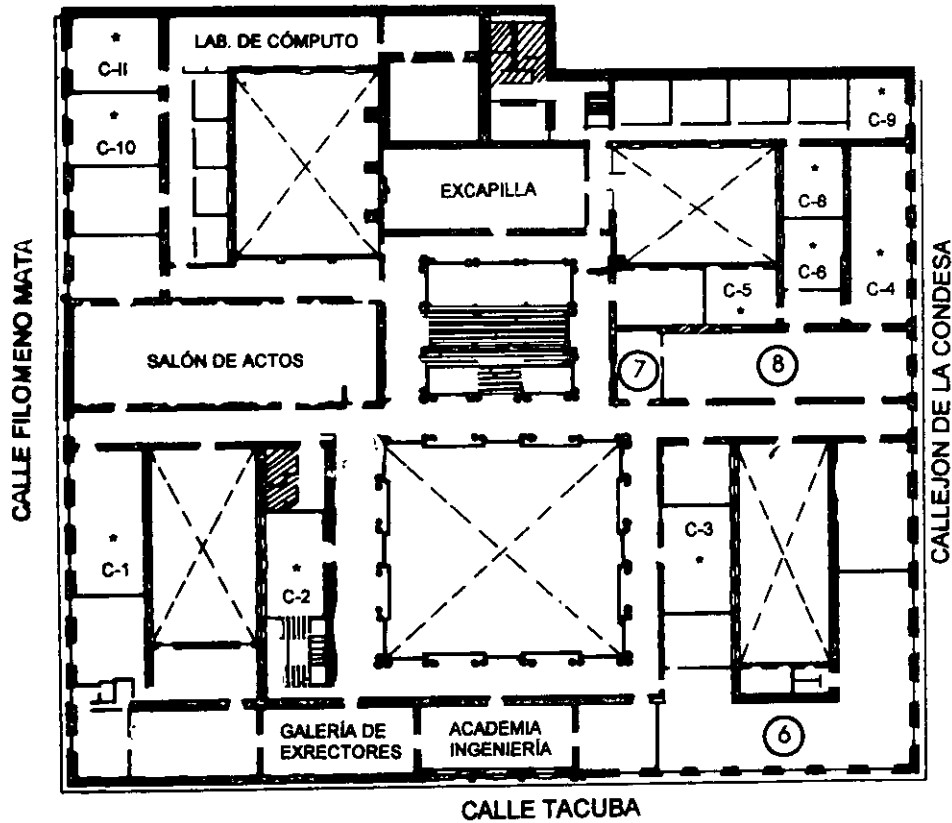 *
C-II
LAB. DE CÓMPUTO
*
C-10
*
C-9
EXCAPILLA
*
C-8
*
C-6
C-5
*
*
C-4
CALLE FILOMENO MATA
SALÓN DE ACTOS
7
8
CALLEJON DE LA CONDESA
*
C-1
*
C-2
C-3
*
GALERÍA DE
EXRECTORES
ACADEMIA
INGENIERÍA
6
CALLE TACUBA